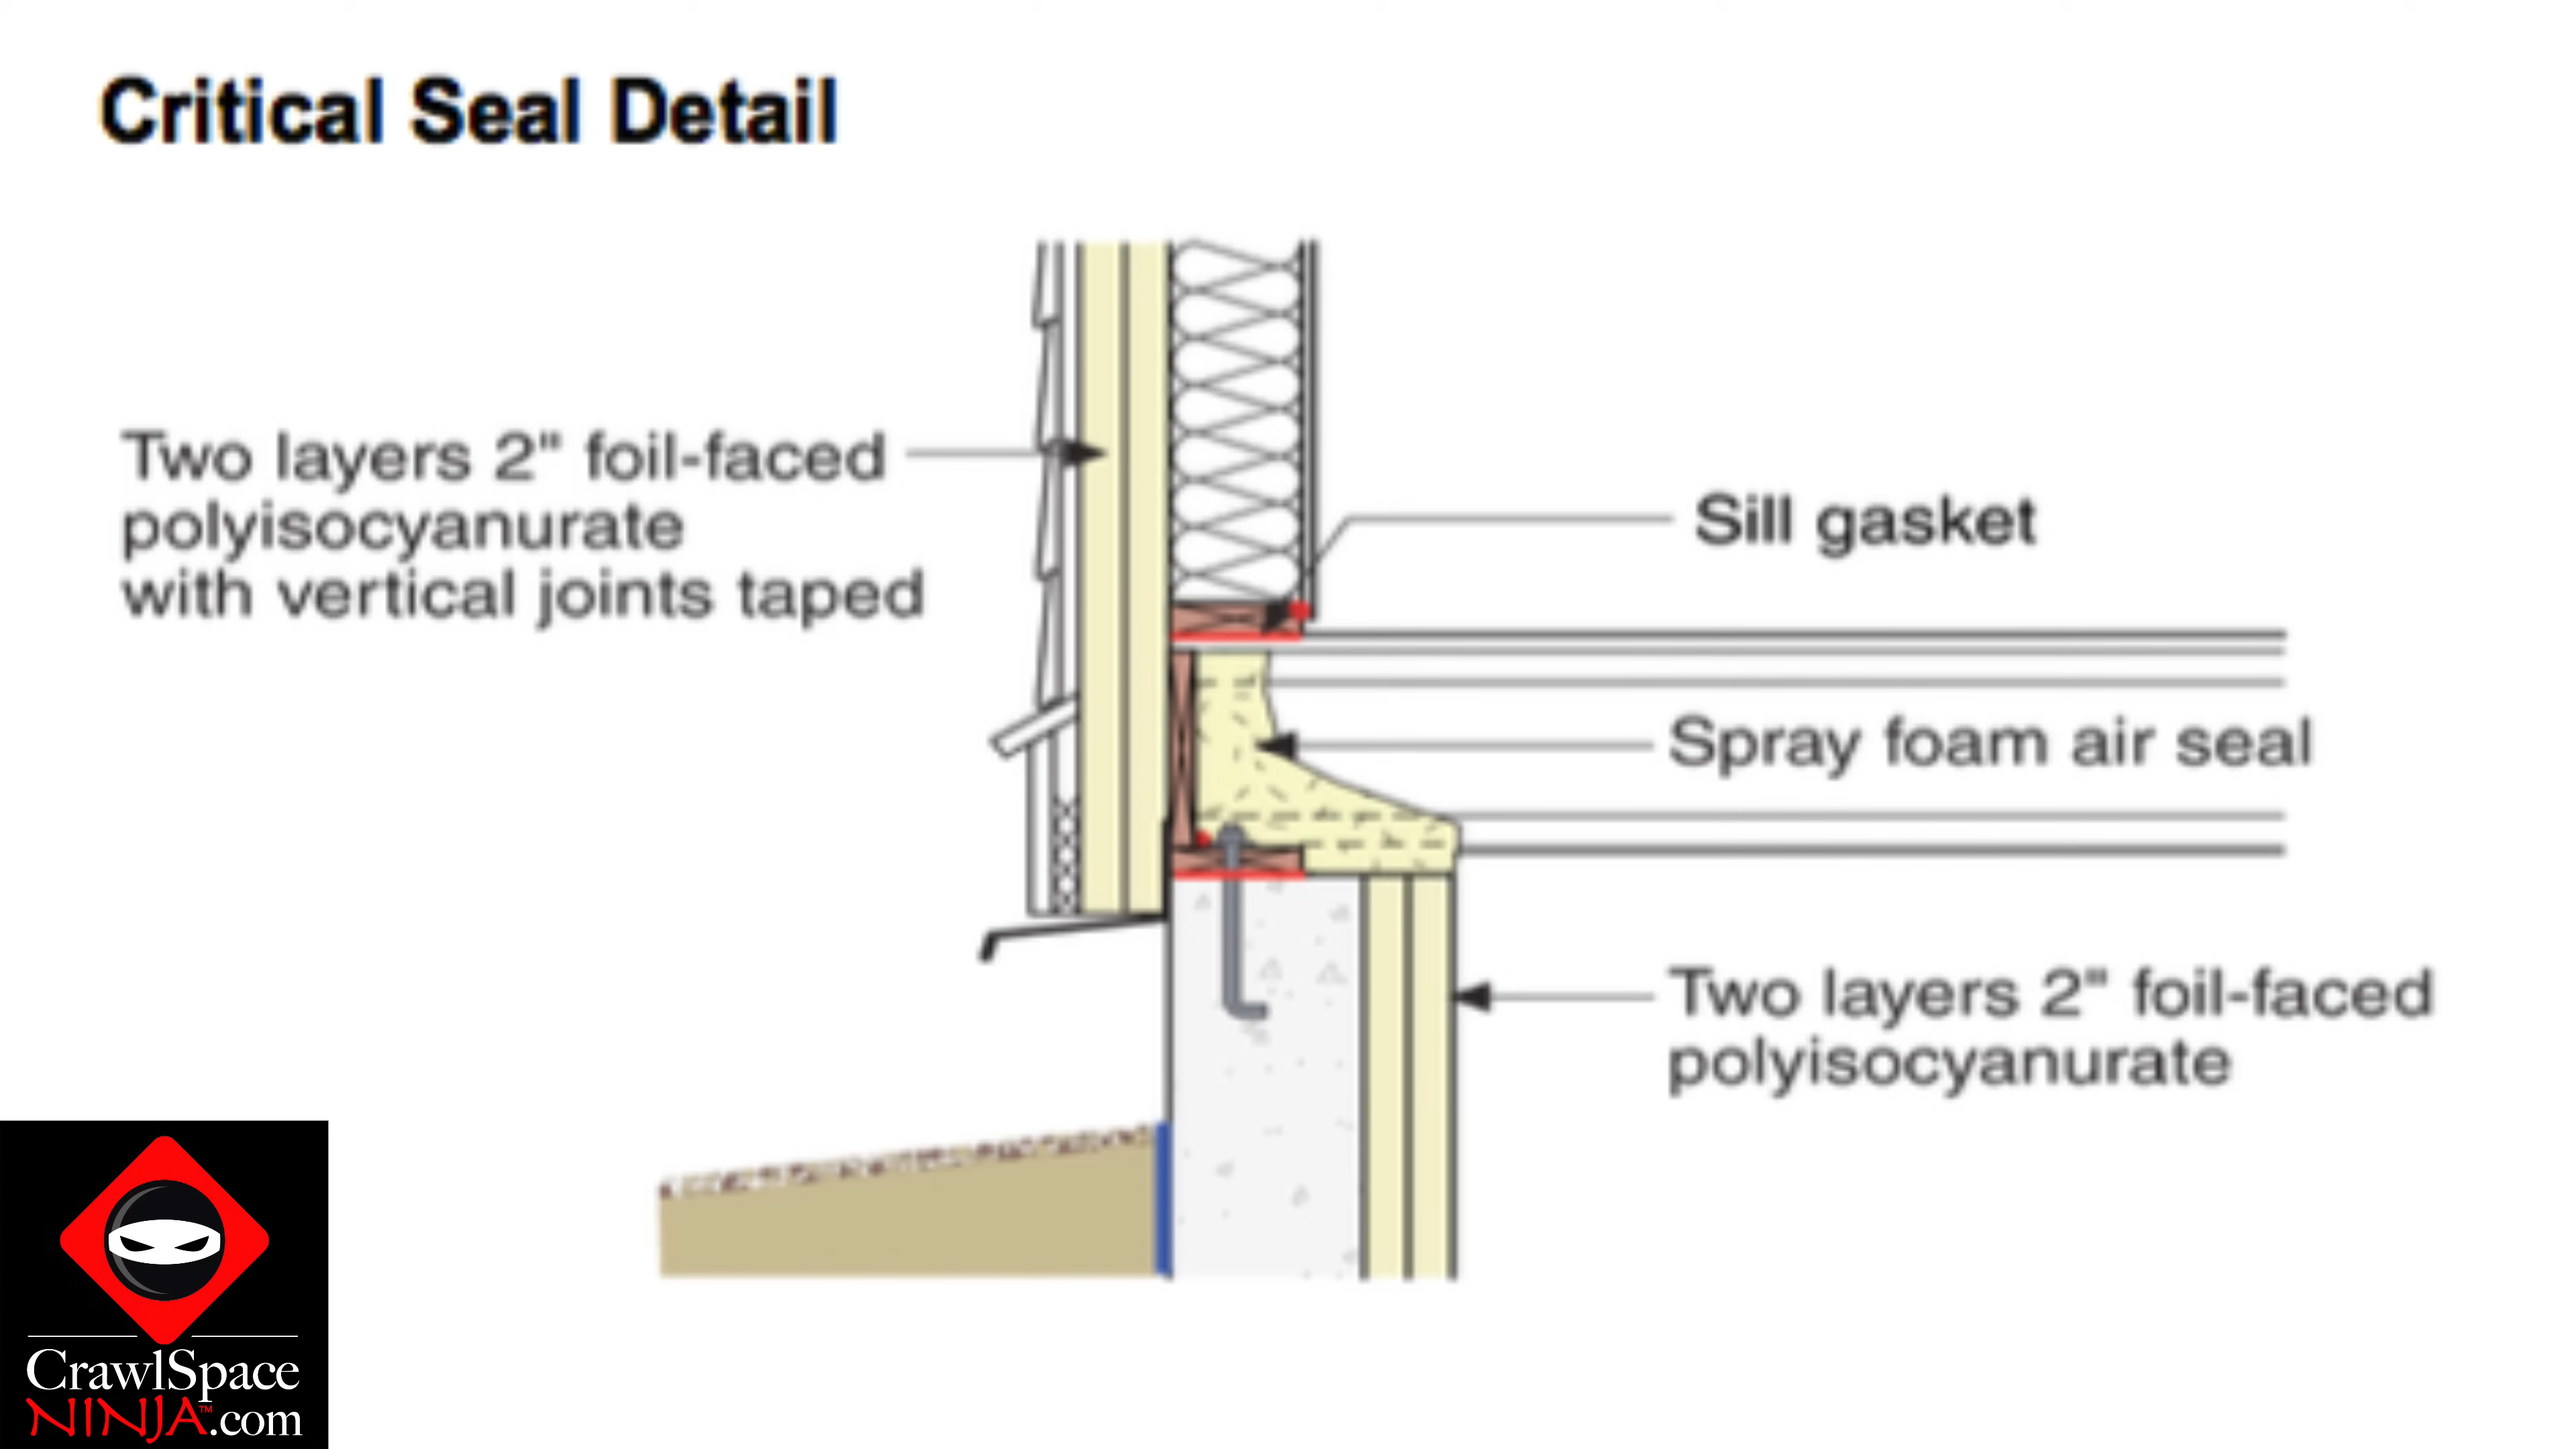 Critical Seal Detail
Two layers 2" foil-faced
polyisocyanurate
with vertical joints taped
Sill gasket
Spray foam air seal
Two layers 2" foil-faced
polyisocyanurate
CrawlSpace
NINJA™.com